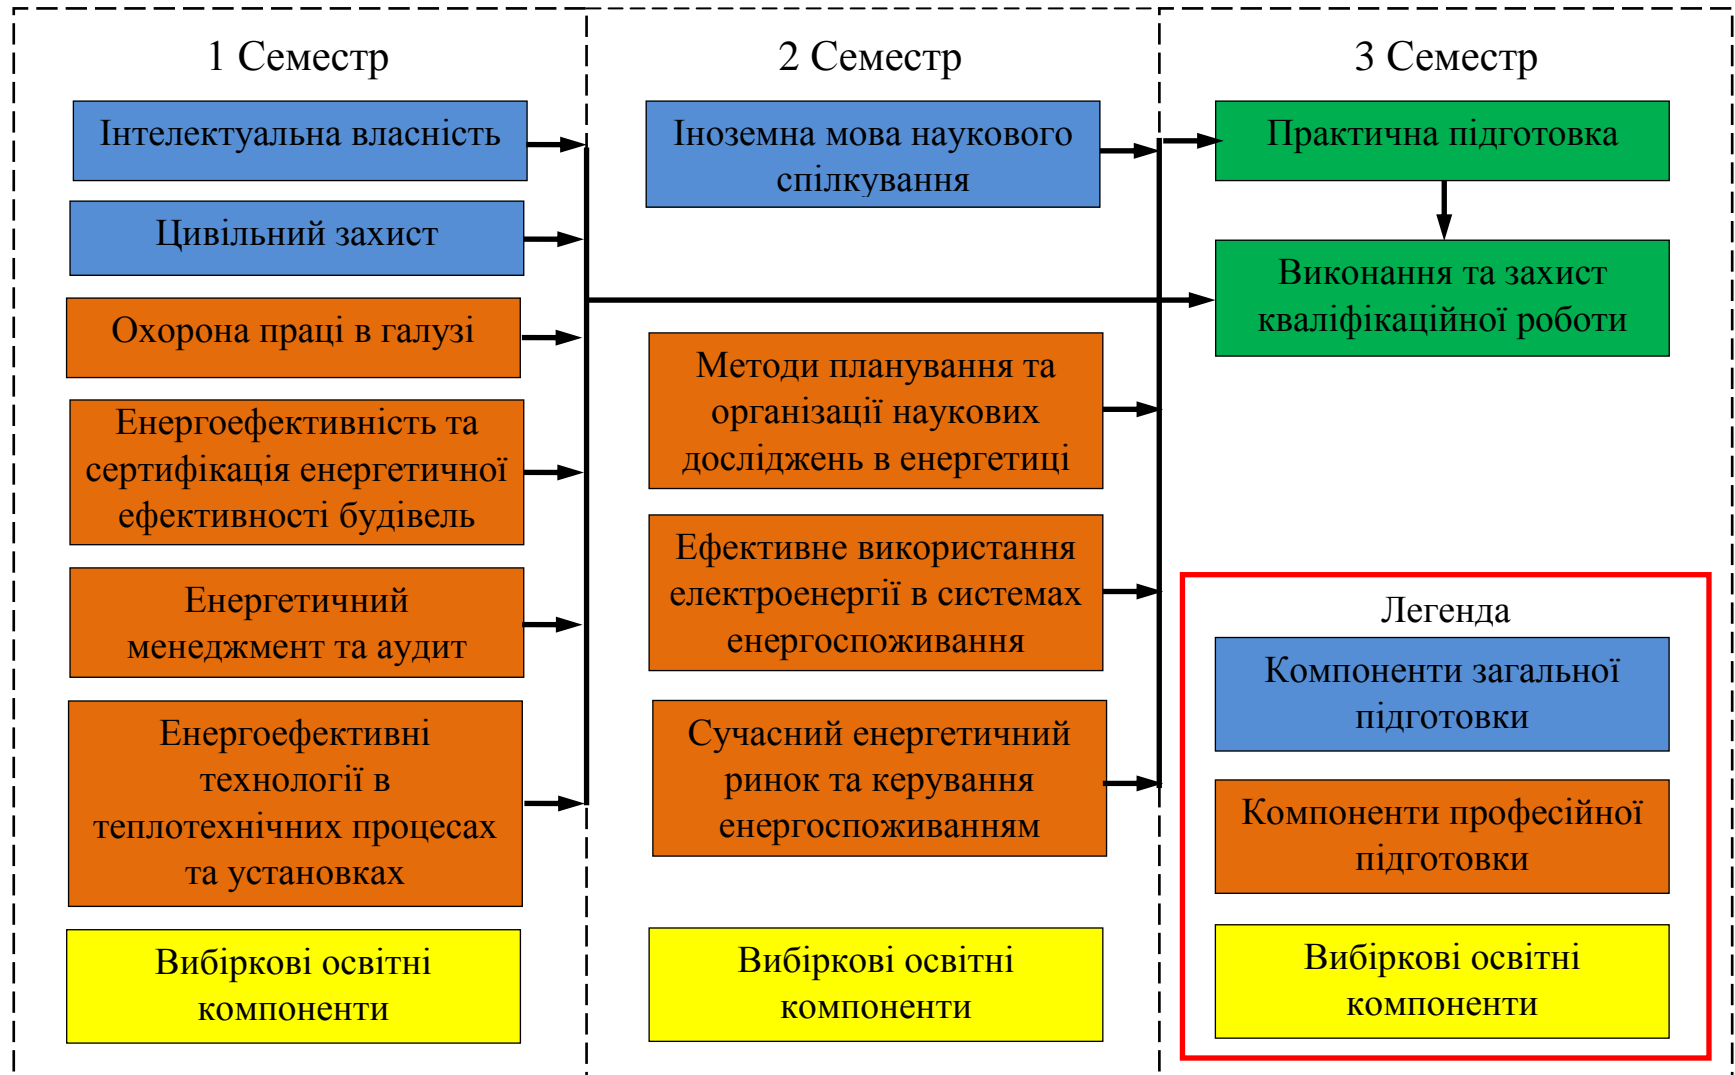 1 Семестр
Інтелектуальна власність
Цивільний захист
Охорона праці в галузі
Енергоефективність та
сертифікація енергетичної
ефективності будівель
Енергетичний
менеджмент та аудит
Енергоефективні
технології в
теплотехнічних процесах
та установках
Вибіркові освітні
компоненти
2 Семестр
Іноземна мова наукового
спілкування
Методи планування та
організації наукових
досліджень в енергетиці
Ефективне використання
електроенергії в системах
енергоспоживання
Сучасний енергетичний
ринок та керування
енергоспоживанням
Вибіркові освітні
компоненти
3 Семестр
Практична підготовка
Виконання та захист
кваліфікаційної роботи
Легенда
Компоненти загальної
підготовки
Компоненти професійної
підготовки
Вибіркові освітні
компоненти